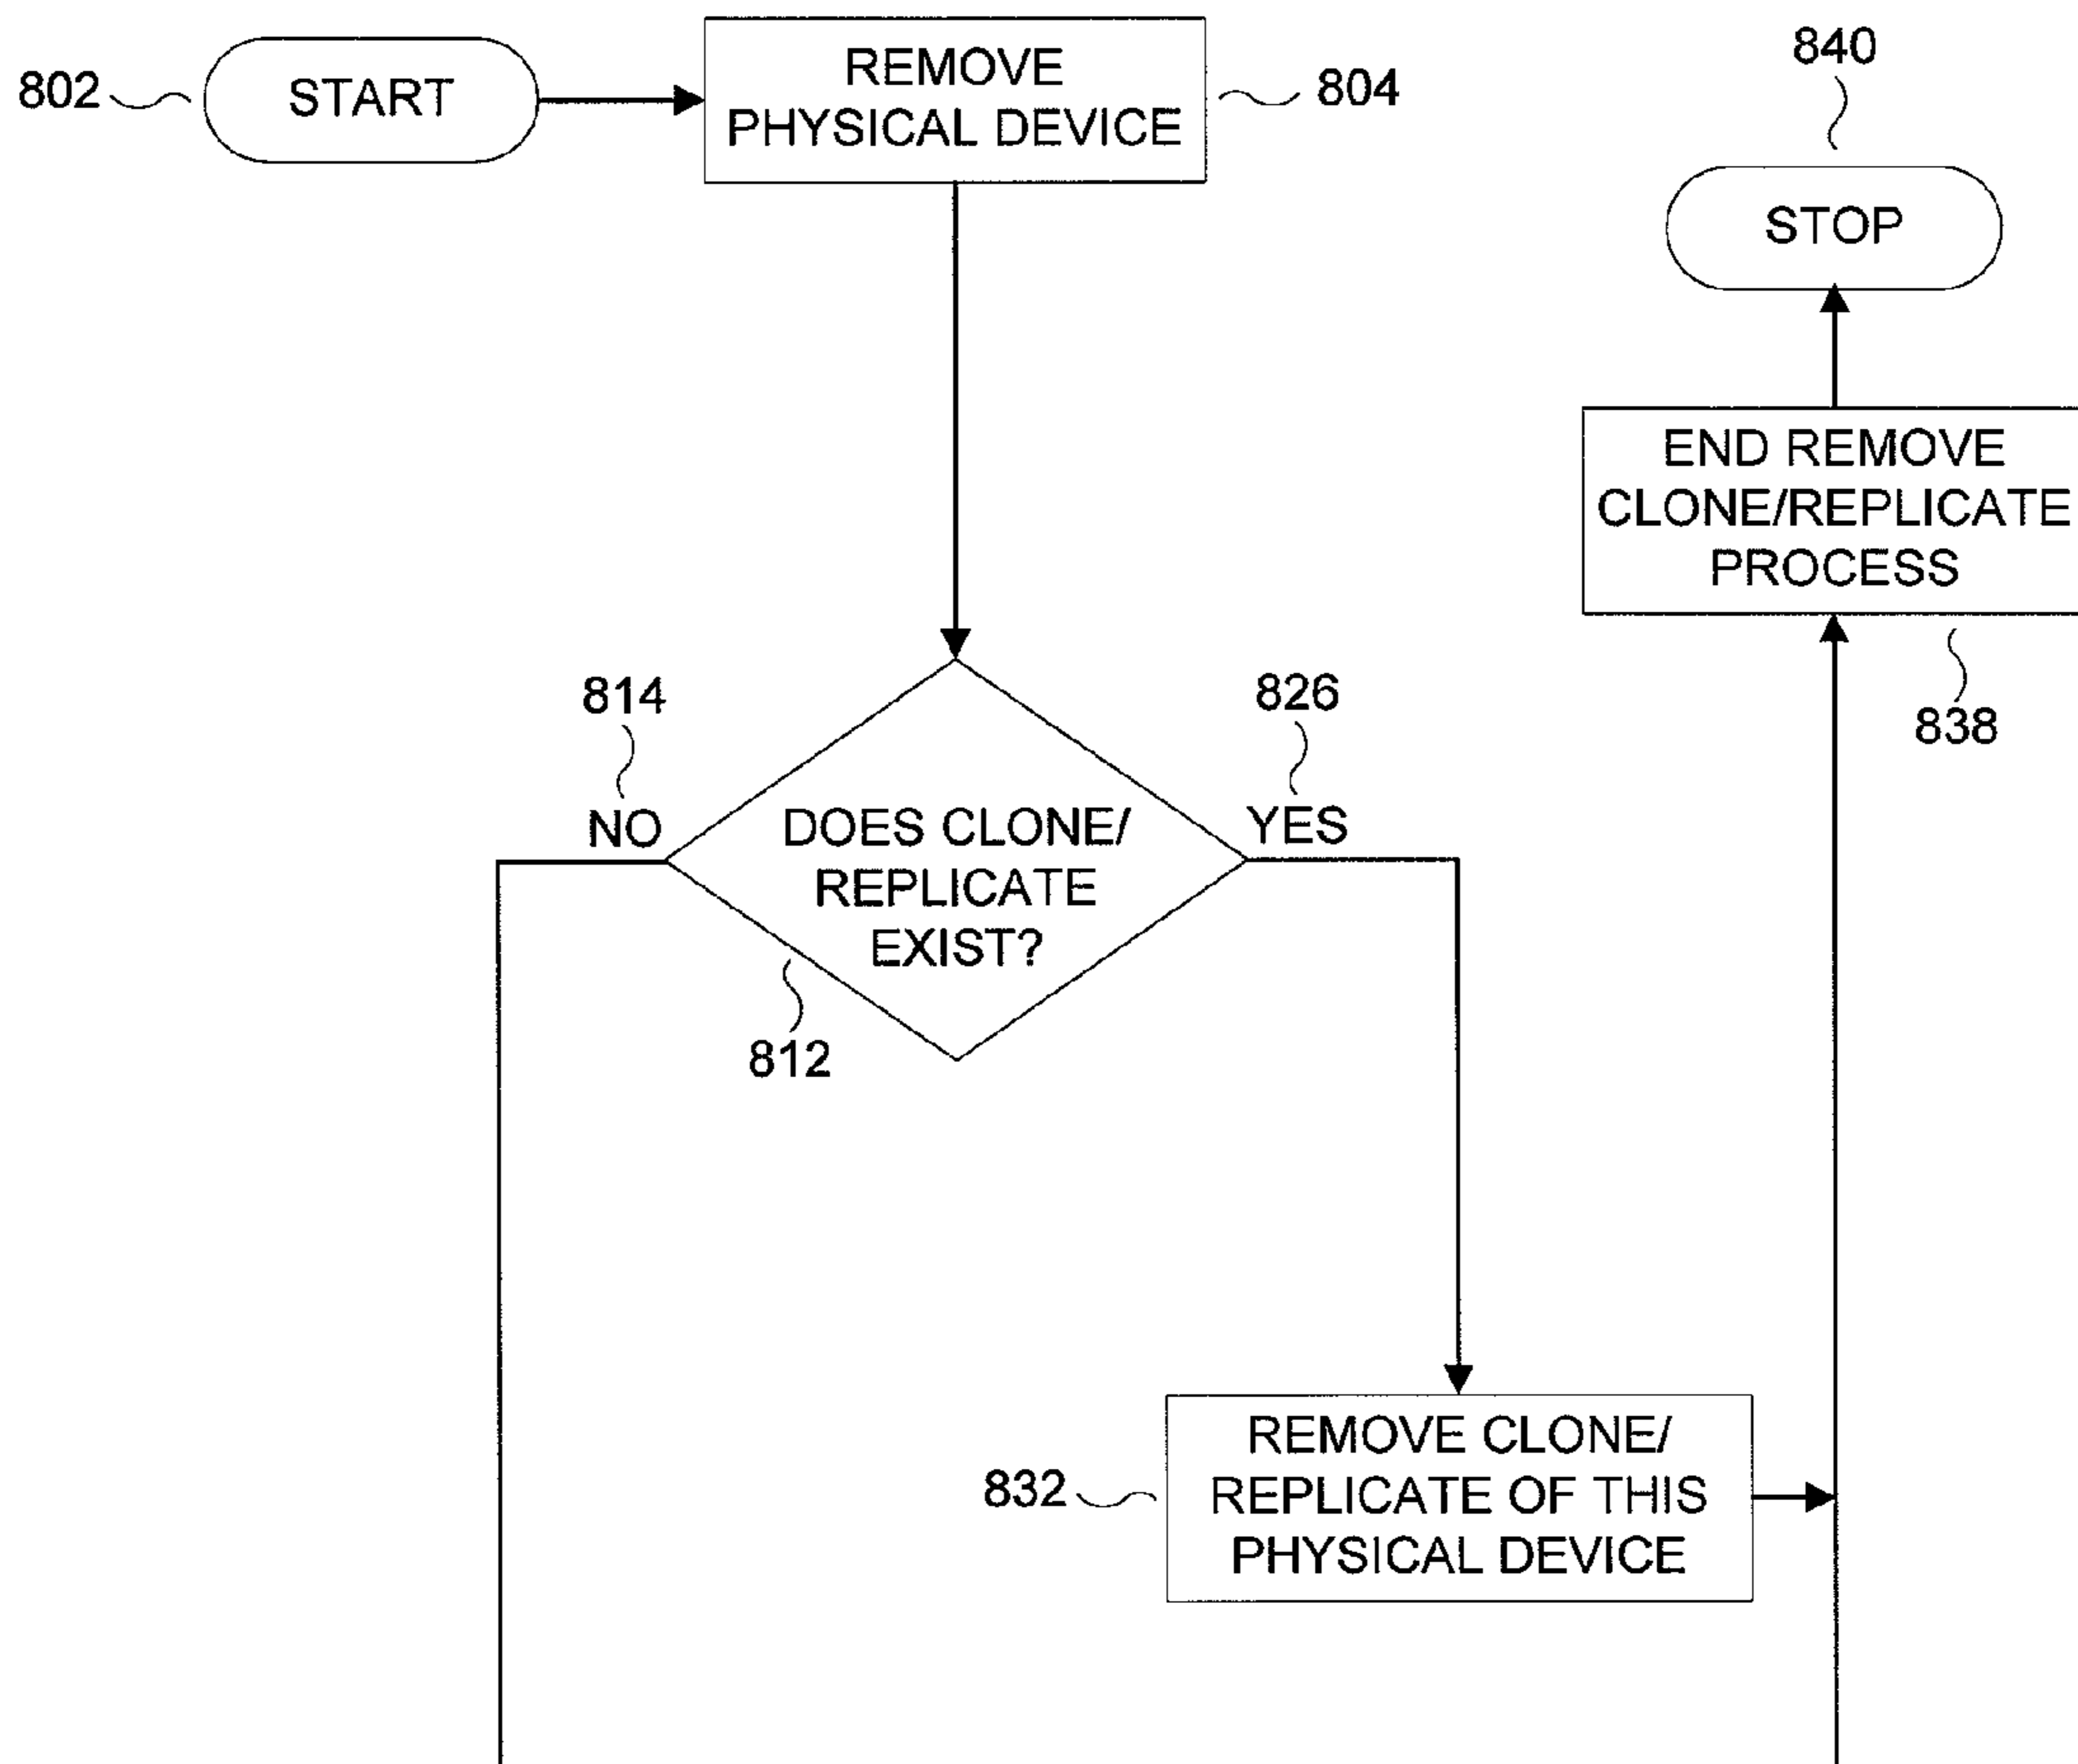 802
START
REMOVE
PHYSICAL DEVICE
804
840
STOP
END REMOVE
CLONE/REPLICATE
PROCESS
838
814
NO
826
YES
DOES CLONE/
REPLICATE
EXIST?
812
832
REMOVE CLONE/
REPLICATE OF THIS
PHYSICAL DEVICE